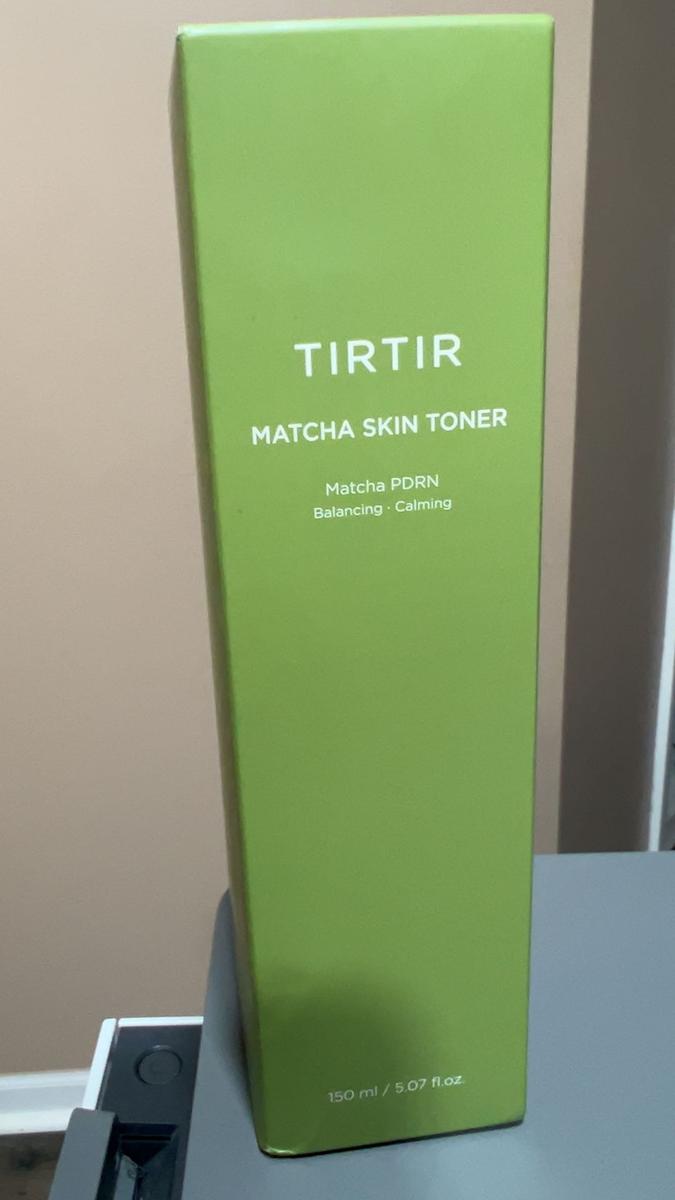 TIRTIR
MATCHA SKIN TONER
Matcha PDRN
Balancing · Calming
150 ml / 5.07 fl.oz.